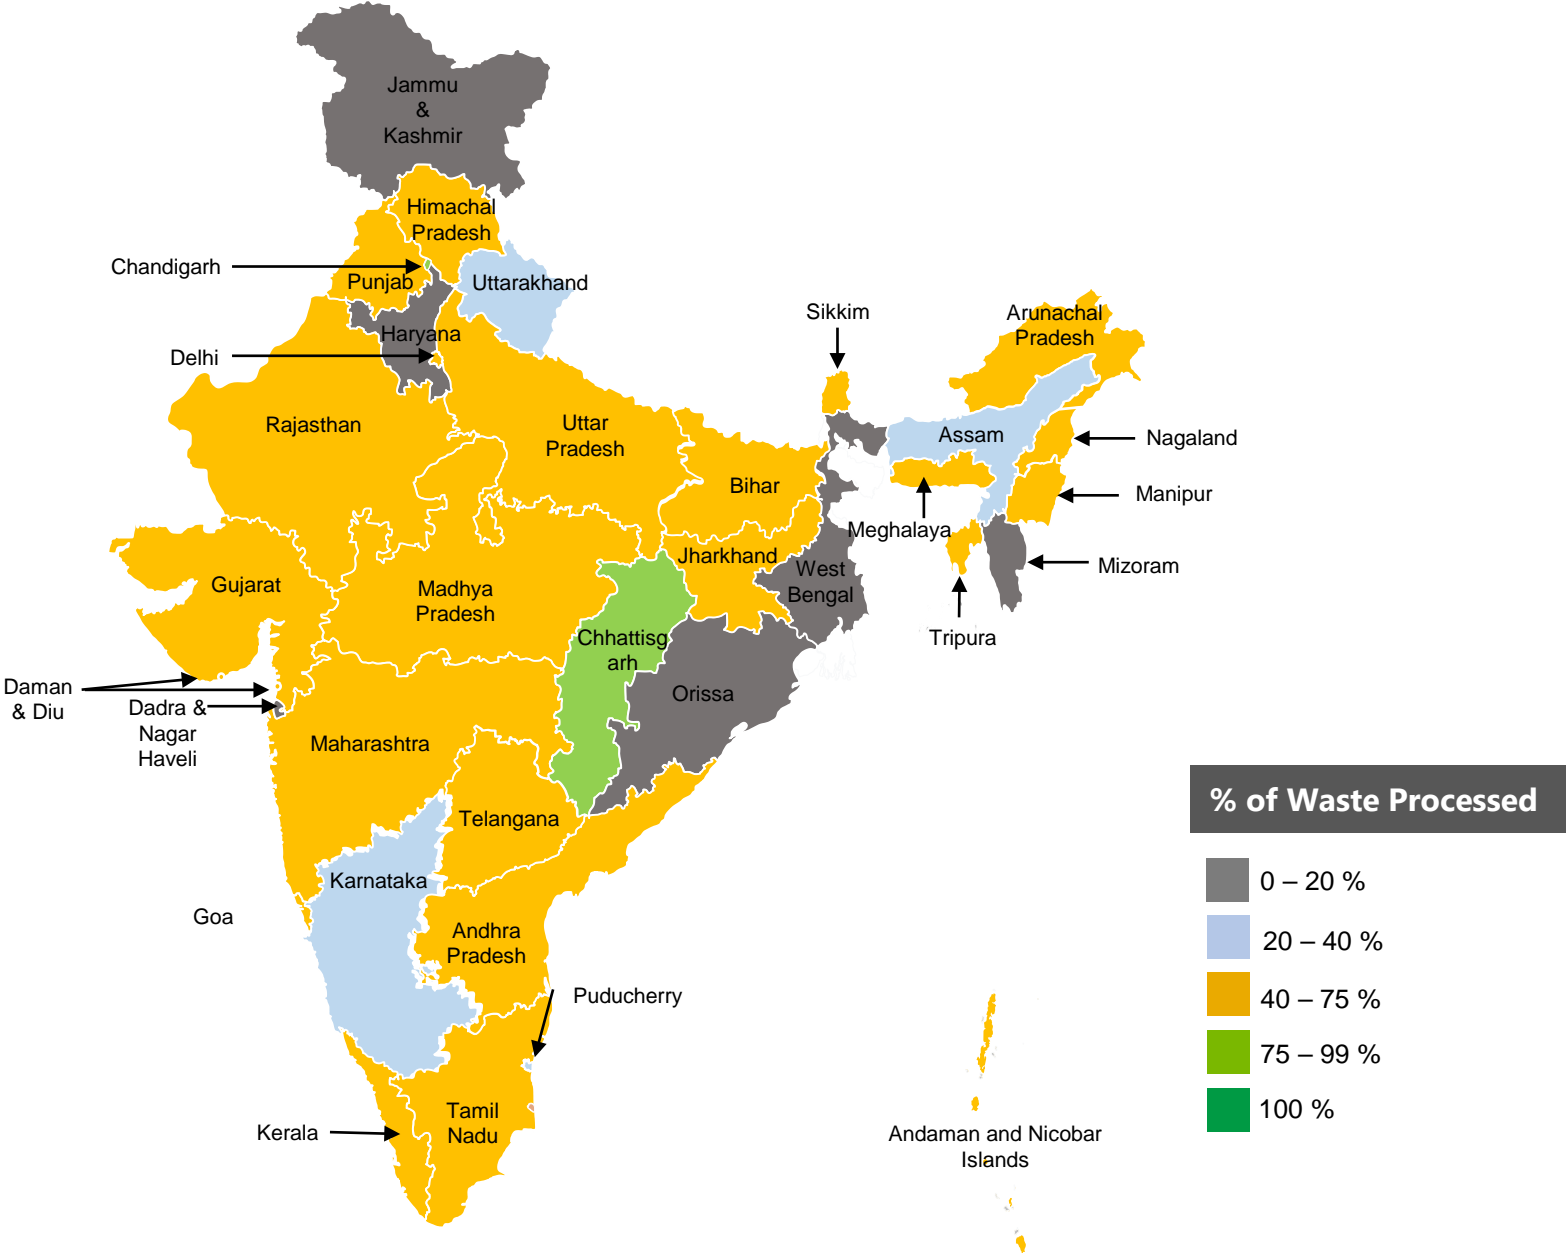 Jammu
&
Kashmir
Himachal
Pradesh
Chandigarh
Punjab
Uttarakhand
Haryana
Delhi
Sikkim
Arunachal
Pradesh
Rajasthan
Uttar
Pradesh
Assam
Nagaland
Bihar
Manipur
Meghalaya
Jharkhand
Mizoram
West
Bengal
Gujarat
Madhya
Pradesh
Tripura
Chhattisg
arh
Daman
& Diu
Dadra &
Nagar
Haveli
Orissa
Maharashtra
Telangana
Karnataka
Goa
Andhra
Pradesh
Puducherry
Tamil
Nadu
Kerala
Andaman and Nicobar
Islands
% of Waste Processed
0 – 20 %
20 – 40 %
40 – 75 %
75 – 99 %
100 %